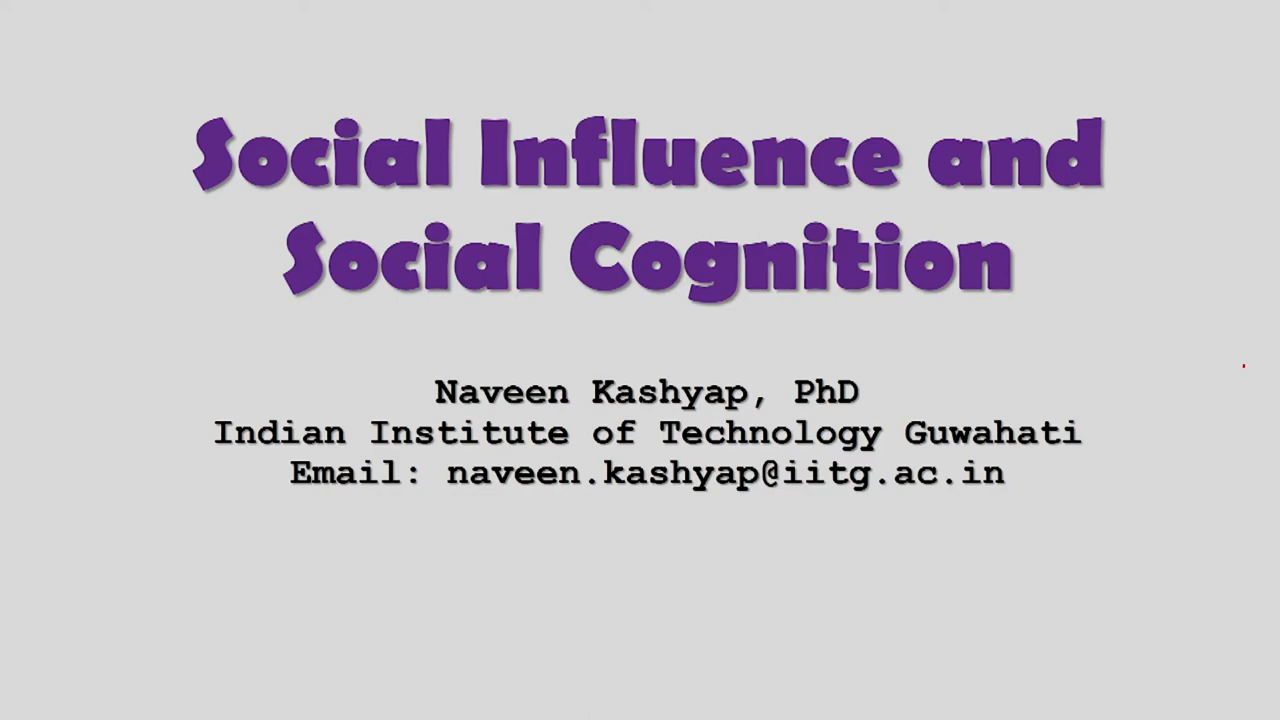 Social Influence and
Social Cognition
Naveen Kashyap, PhD
Indian Institute of Technology Guwahati
Email: naveen.kashyap@iitg.ac.in